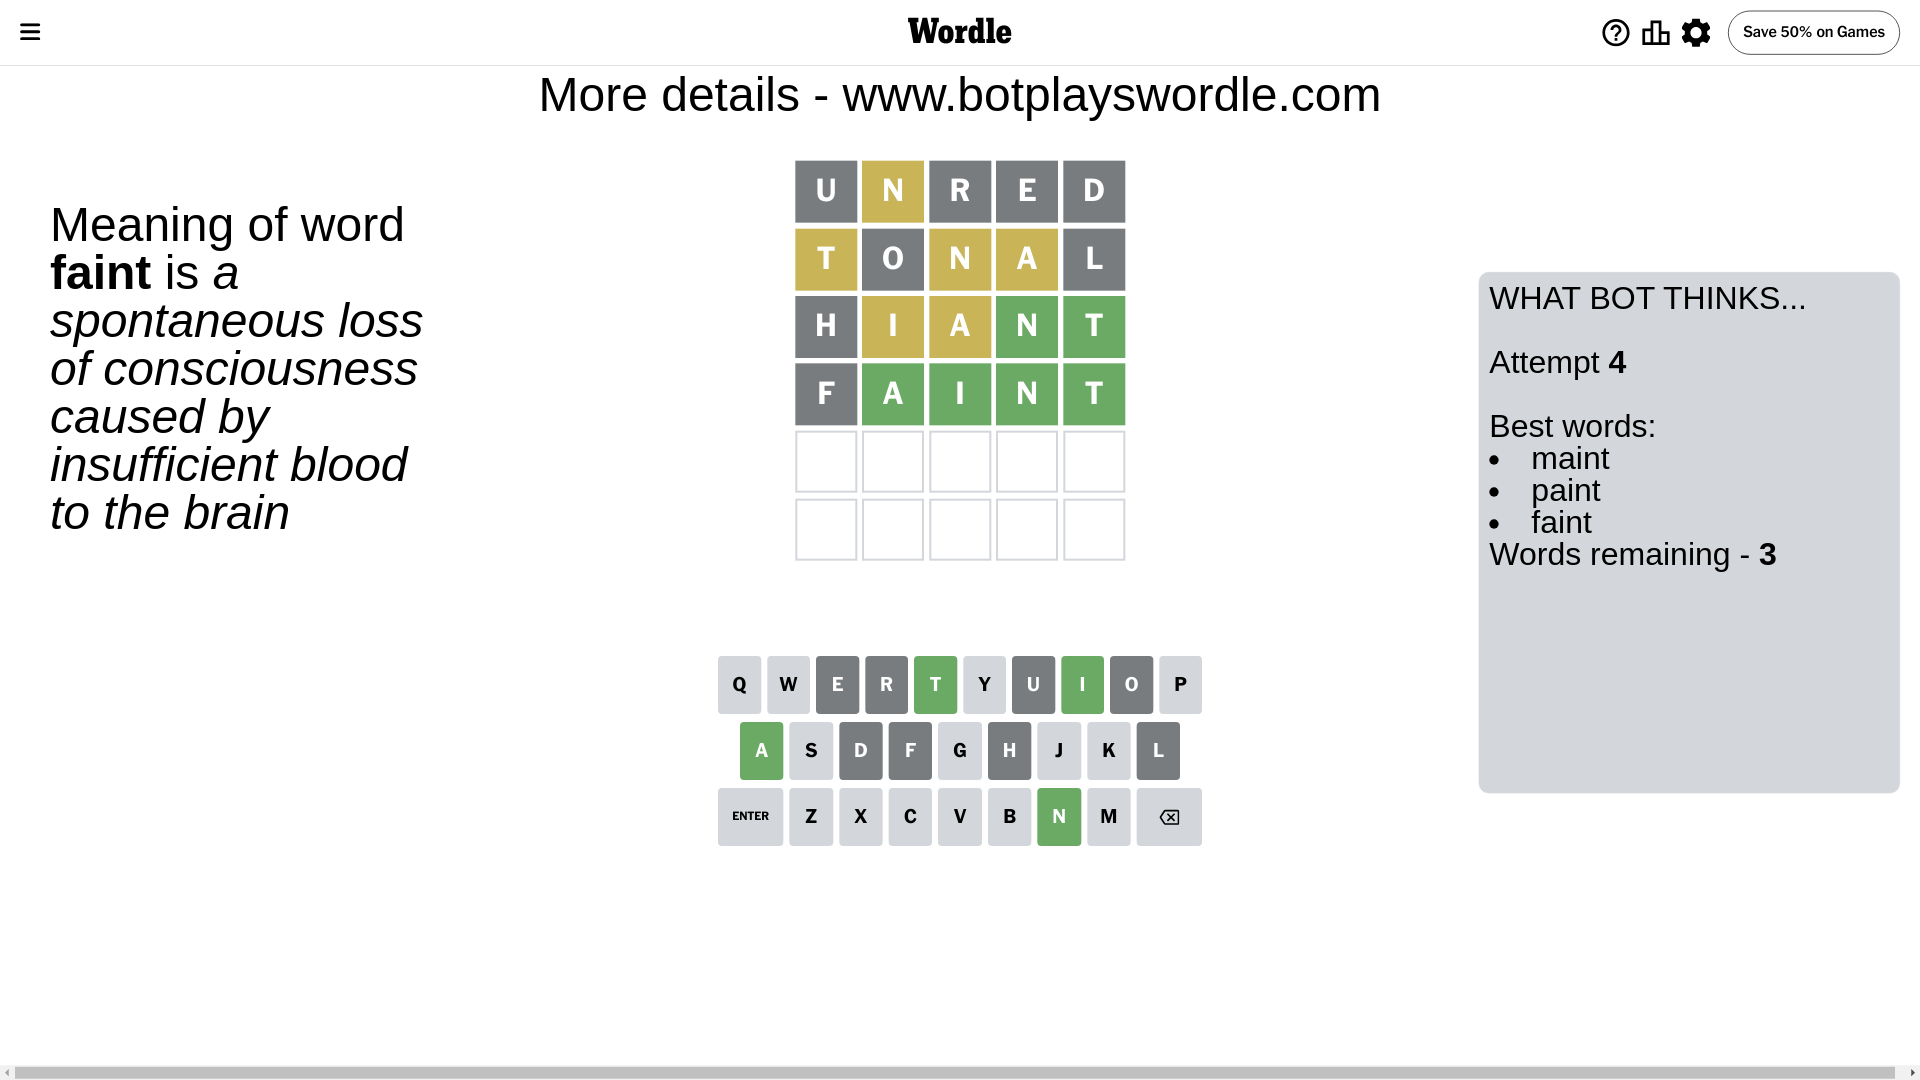 Wordle
Save 50% on Games
More details - www.botplayswordle.com
Meaning of word
faint is a
spontaneous loss
of consciousness
caused by
insufficient blood
to the brain
U N R E D
T O N A L
H I A N T
F A I N T
WHAT BOT THINKS...
Attempt 4
Best words:
• maint
• paint
• faint
Words remaining - 3
Q W E R T Y U I O P
A S D F G H J K L
ENTER Z X C V B N M